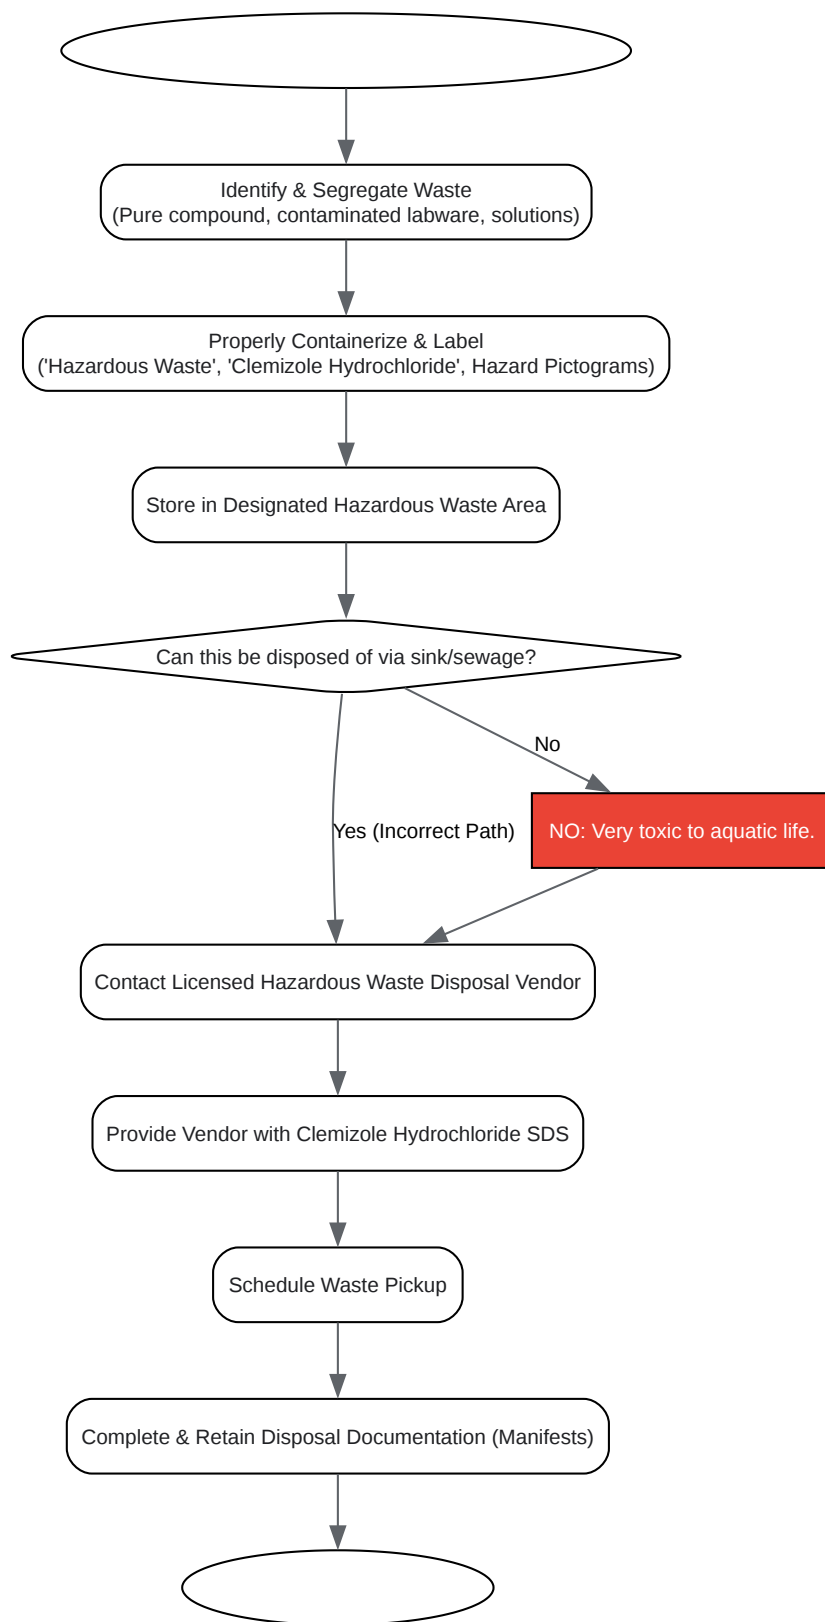 Identify & Segregate Waste
(Pure compound, contaminated labware, solutions)
Properly Containerize & Label
('Hazardous Waste', 'Clemizole Hydrochloride', Hazard Pictograms)
Store in Designated Hazardous Waste Area
Can this be disposed of via sink/sewage?
No
Yes (Incorrect Path)
NO: Very toxic to aquatic life.
Contact Licensed Hazardous Waste Disposal Vendor
Provide Vendor with Clemizole Hydrochloride SDS
Schedule Waste Pickup
Complete & Retain Disposal Documentation (Manifests)